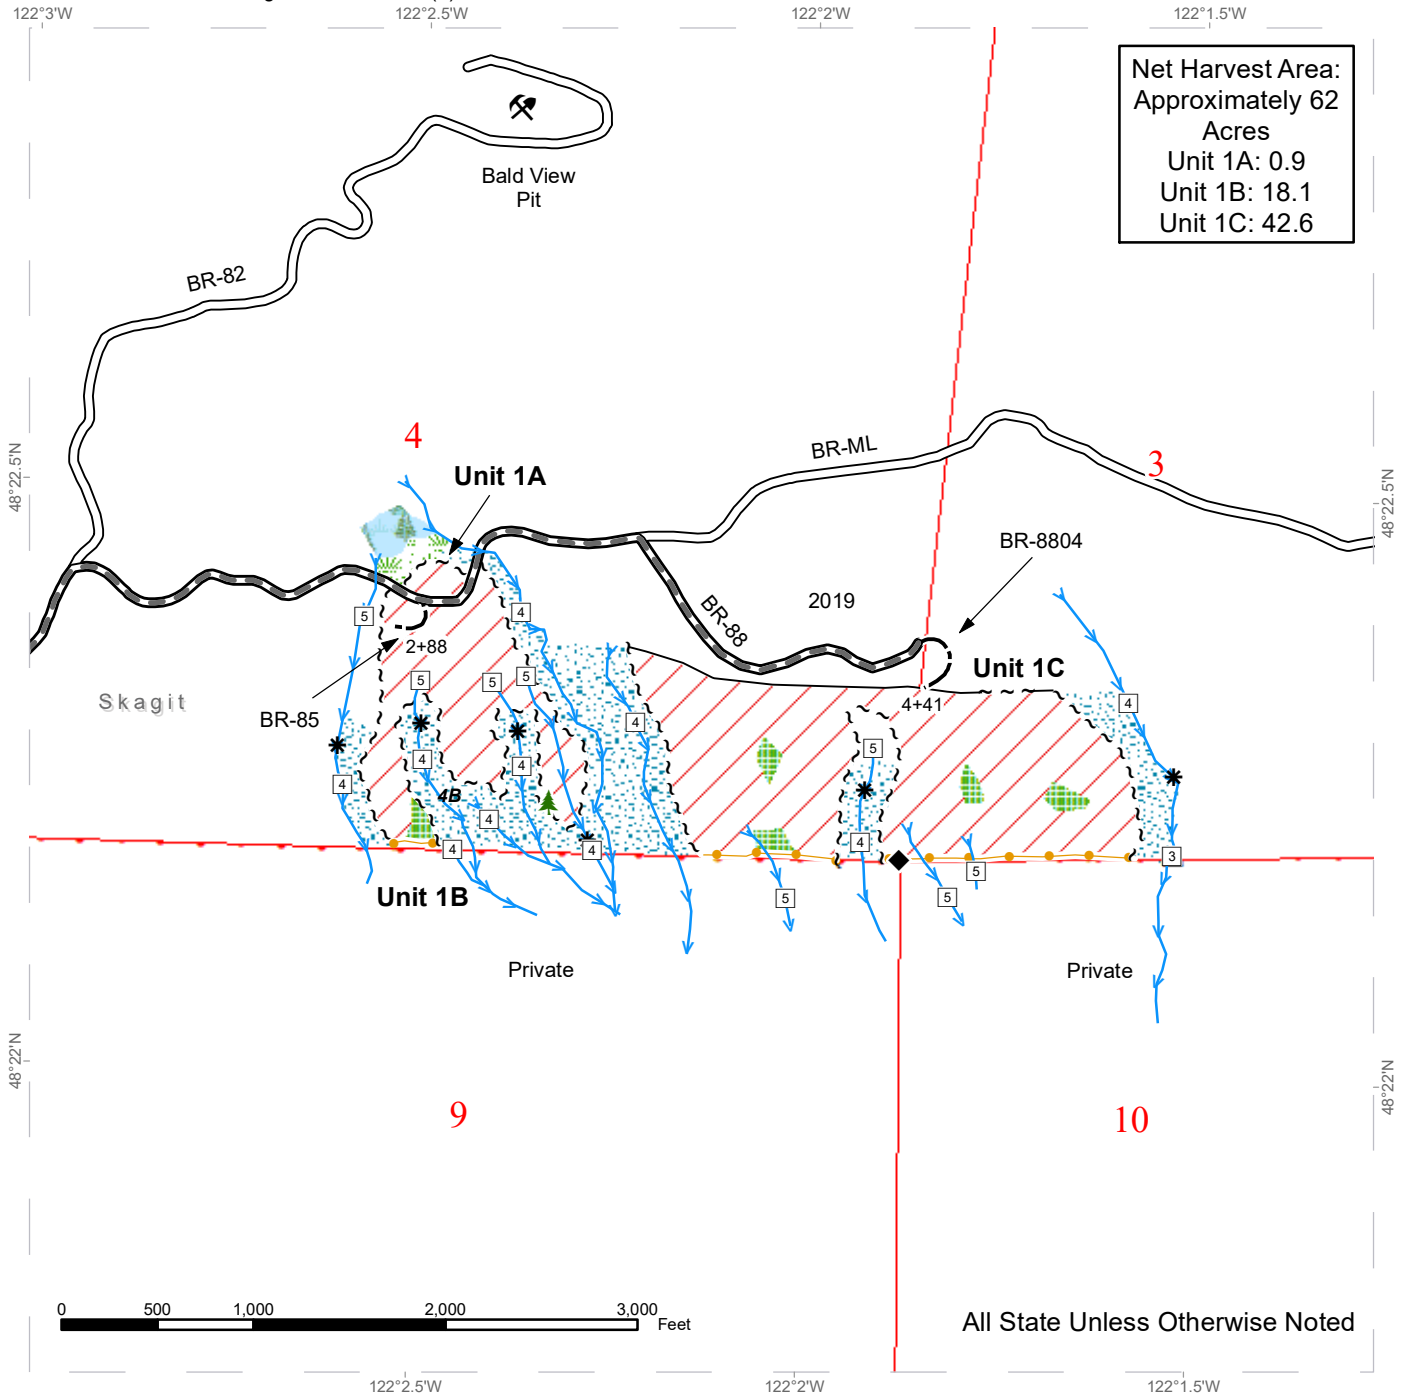 122°3'W
122°2.5'W
122°2'W
122°1.5'W
Net Harvest Area:
Approximately 62
Acres
Unit 1A: 0.9
Unit 1B: 18.1
Unit 1C: 42.6
Bald View
Pit
BR-82
4
BR-ML
3
Unit 1A
48°22.5'N
48°22.5'N
BR-8804
2019
BR-88
5
4
2+88
Unit 1C
5
5
5
Skagit
4+41
4
BR-85
4
5
4
4
4
4B
4
4
4
4
3
5
5
5
Unit 1B
Private
Private
48°22'N
48°22'N
9
10
0
500
1,000
2,000
3,000
Feet
All State Unless Otherwise Noted
122°2.5'W
122°2'W
122°1.5'W